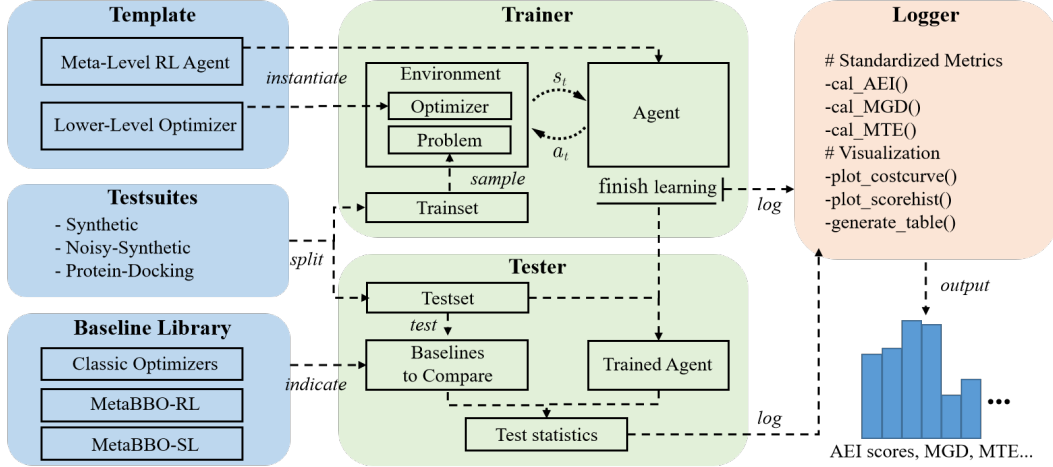 Template
Meta-Level RL Agent
Lower-Level Optimizer
instantiate
Testsuites
- Synthetic
- Noisy-Synthetic
- Protein-Docking
split
Baseline Library
Classic Optimizers
MetaBBO-RL
MetaBBO-SL
indicate
Trainer
Environment
Optimizer
Problem
sample
Trainset
s_t
a_t
Agent
finish learning
log
Tester
Testset
test
Baselines
to Compare
Trained Agent
Test statistics
log
Logger
# Standardized Metrics
-cal_AEI()
-cal_MGD()
-cal_MTE()
# Visualization
-plot_costcurve()
-plot_scorehist()
-generate_table()
output
AEI scores, MGD, MTE...